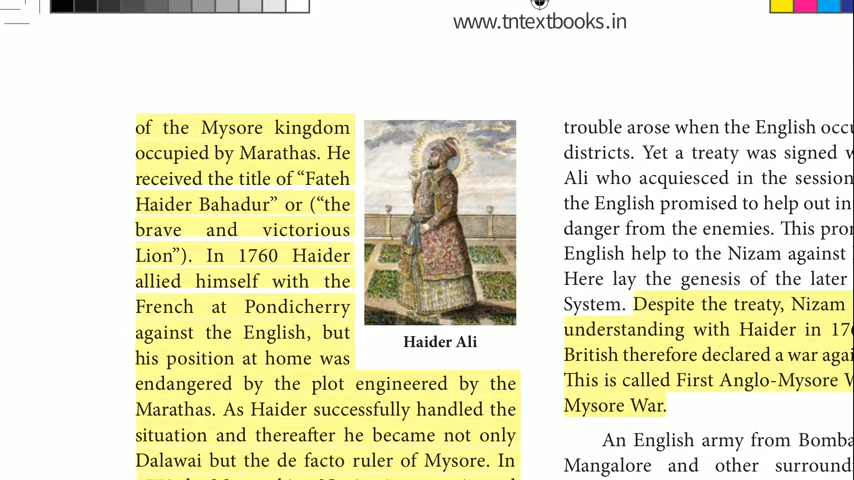 www.tntextbooks.in
of the Mysore kingdom
occupied by Marathas. He
received the title of “Fateh
Haider Bahadur” or (“the
brave and victorious
Lion”). In 1760 Haider
allied himself with the
French at Pondicherry
against the English, but
his position at home was
endangered by the plot engineered by the
Marathas. As Haider successfully handled the
situation and thereafter he became not only
Dalawai but the de facto ruler of Mysore. In
Haider Ali
trouble arose when the English
districts. Yet a treaty was signed
Ali who acquiesced in the session
the English promised to help out in
danger from the enemies. This
English help to the Nizam against
Here lay the genesis of the later
System. Despite the treaty, Nizam
understanding with Haider in
British therefore declared a war
This is called First Anglo-Mysore
Mysore War.
An English army from
Mangalore and other